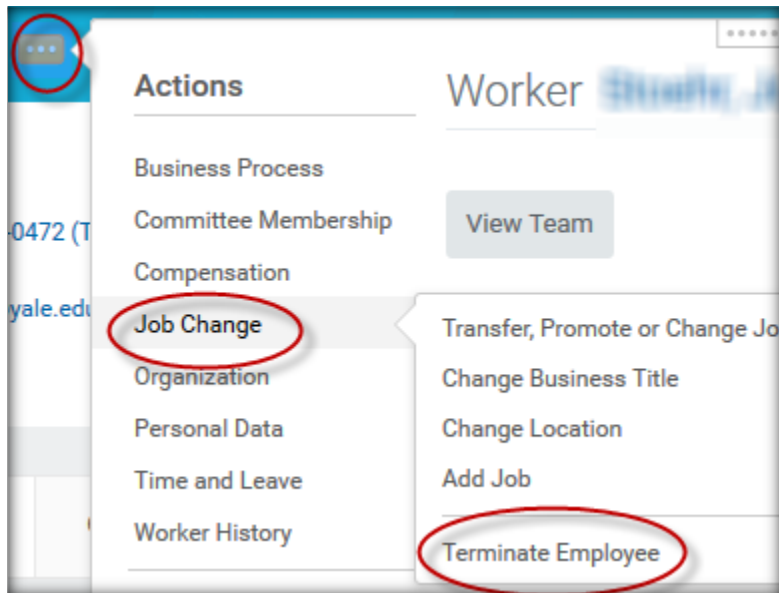 Actions
Worker
Business Process
Committee Membership
-0472 (T
View Team
Compensation
yale.edu
Job Change
Transfer, Promote or Change Jo
Organization
Change Business Title
Personal Data
Change Location
Time and Leave
Add Job
Worker History
Terminate Employee